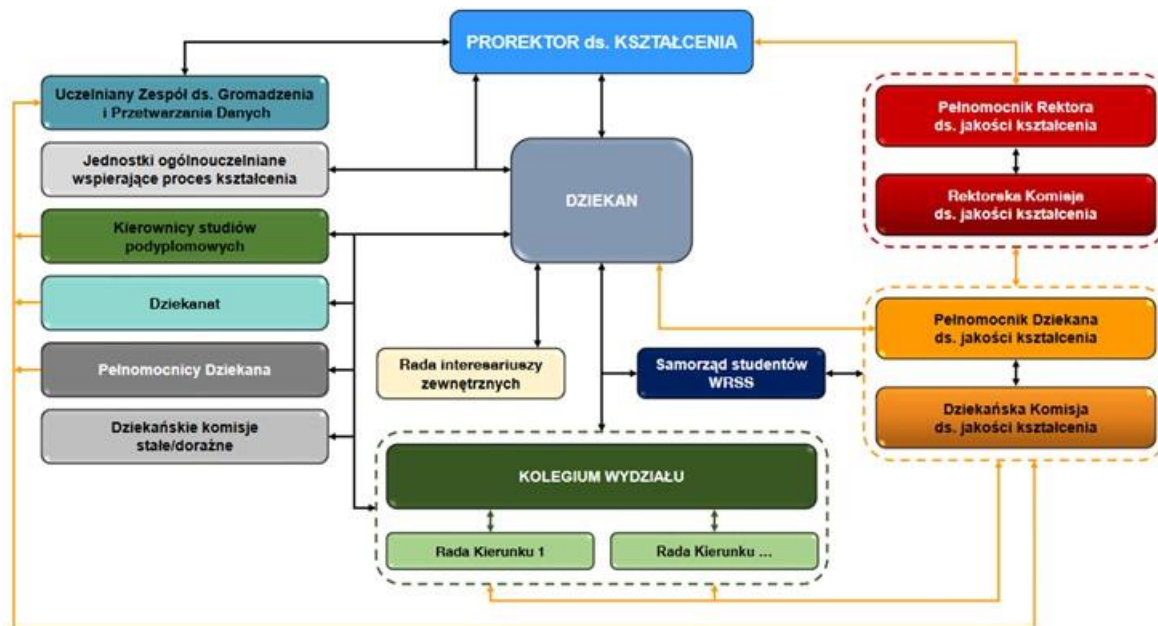 PROREKTOR ds. KSZTAŁCENIA
Uczelniany Zespół ds. Gromadzenia
i Przetwarzania Danych
Jednostki ogólnouczelniane
wspierające proces kształcenia
Kierownicy studiów
podyplomowych
Dziekanat
Pełnomocnicy Dziekana
Dziekańskie komisje
stałe/doraźne
DZIEKAN
Rada interesariuszy
zewnętrznych
Samorząd studentów
WRSS
KOLEGIUM WYDZIAŁU
Rada Kierunku 1
Rada Kierunku ...
Pełnomocnik Rektora
ds. jakości kształcenia
Rektorska Komisja
ds. jakości kształcenia
Pełnomocnik Dziekana
ds. jakości kształcenia
Dziekańska Komisja
ds. jakości kształcenia